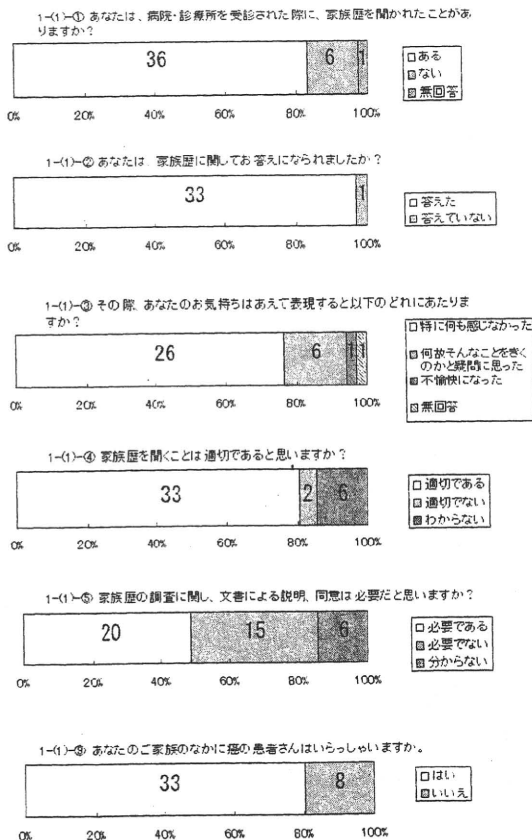 1-(1)-① あなたは、病院・診療所を受診された際に、家族歴を聞かれたことがあ
りますか？
36 6 1
□ある
▨ない
▨無回答
0% 20% 40% 60% 80% 100%
1-(1)-② あなたは、家族歴に関してお答えになられましたか？
33 1
□答えた
▨答えていない
0% 20% 40% 60% 80% 100%
1-(1)-③ その際、あなたのお気持ちはあえて表現すると以下のどれにあたりま
すか？
26 6 1 1
□特に何も感じなかった
▨何故そんなことをきく
のかと疑問に思った
▨不愉快になった
▨無回答
0% 20% 40% 60% 80% 100%
1-(1)-④ 家族歴を聞くことは適切であると思いますか？
33 2 6
□適切である
▨適切でない
▨わからない
0% 20% 40% 60% 80% 100%
1-(1)-⑤ 家族歴の調査に関し、文書による説明、同意は必要だと思いますか？
20 15 6
□必要である
▨必要でない
▨分からない
0% 20% 40% 60% 80% 100%
1-(1)-⑨ あなたのご家族のなかに癌の患者さんはいらっしゃいますか。
33 8
□はい
▨いいえ
0% 20% 40% 60% 80% 100%